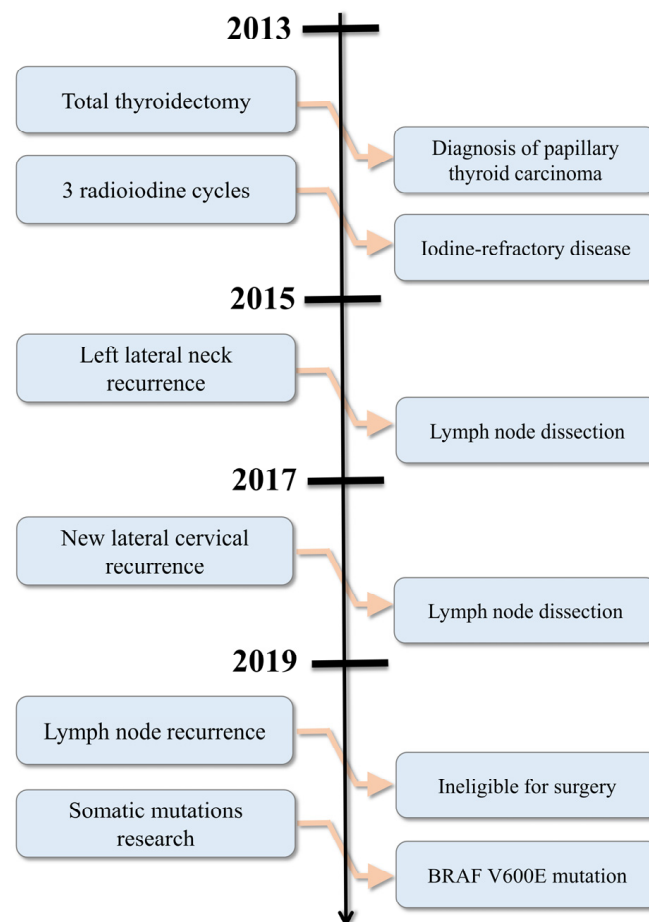 2013
Total thyroidectomy
Diagnosis of papillary
thyroid carcinoma
3 radioiodine cycles
Iodine-refractory disease
2015
Left lateral neck
recurrence
Lymph node dissection
2017
New lateral cervical
recurrence
Lymph node dissection
2019
Lymph node recurrence
Ineligible for surgery
Somatic mutations
research
BRAF V600E mutation